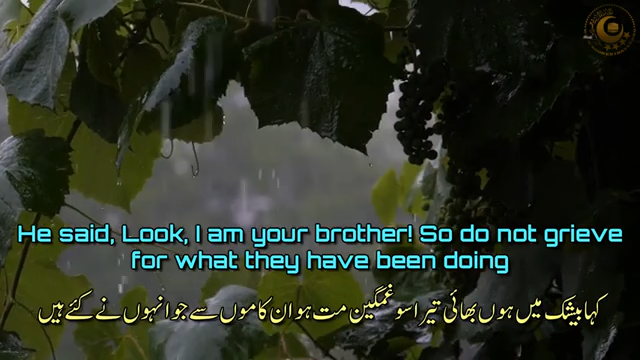 He said, Look, I am your brother! So do not grieve
for what they have been doing
کہا بیشک میں ہوں بھائی تیرا سو غمگین مت ہو ان کاموں سے جو انہوں نے کئے ہیں